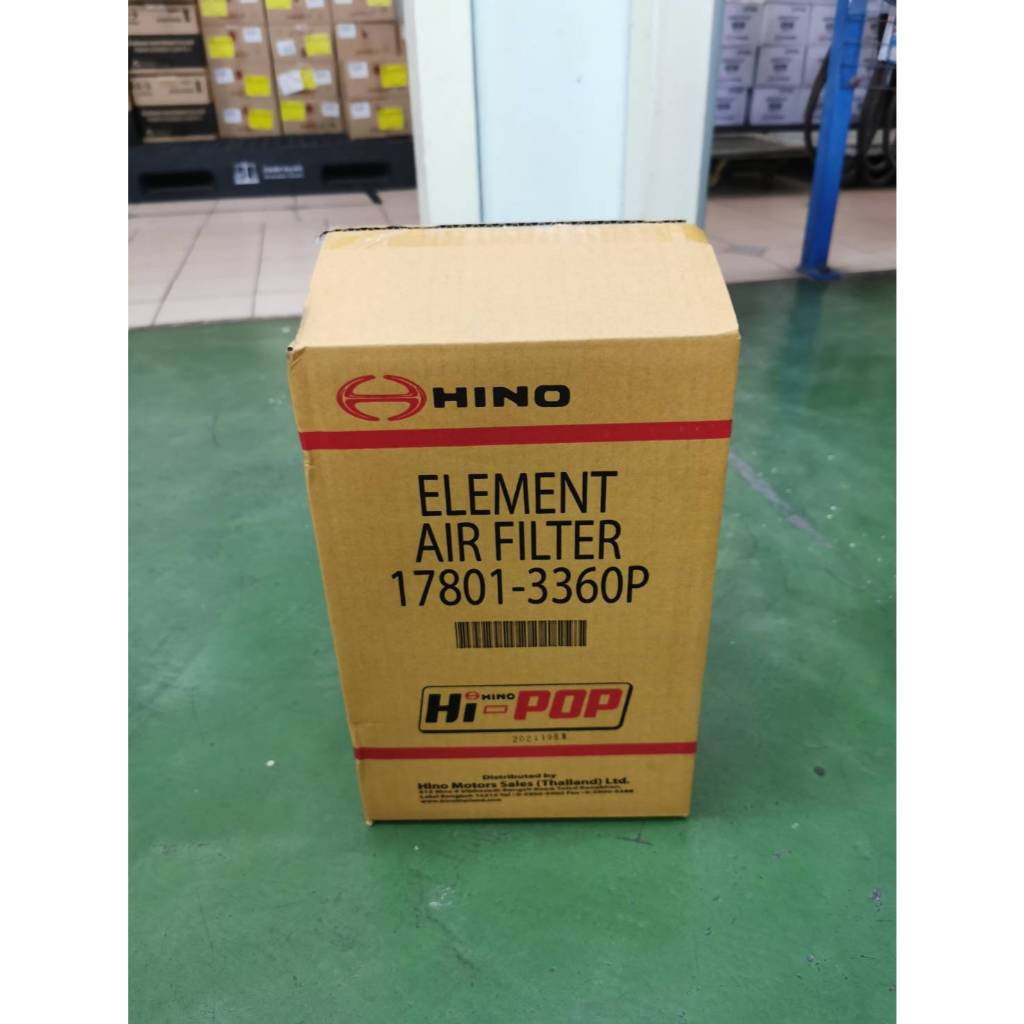 HINO
ELEMENT
AIR FILTER
17801-3360P
HINO
Hi-POP
Distributed by
Hino Motors Sales (Thailand) Ltd.